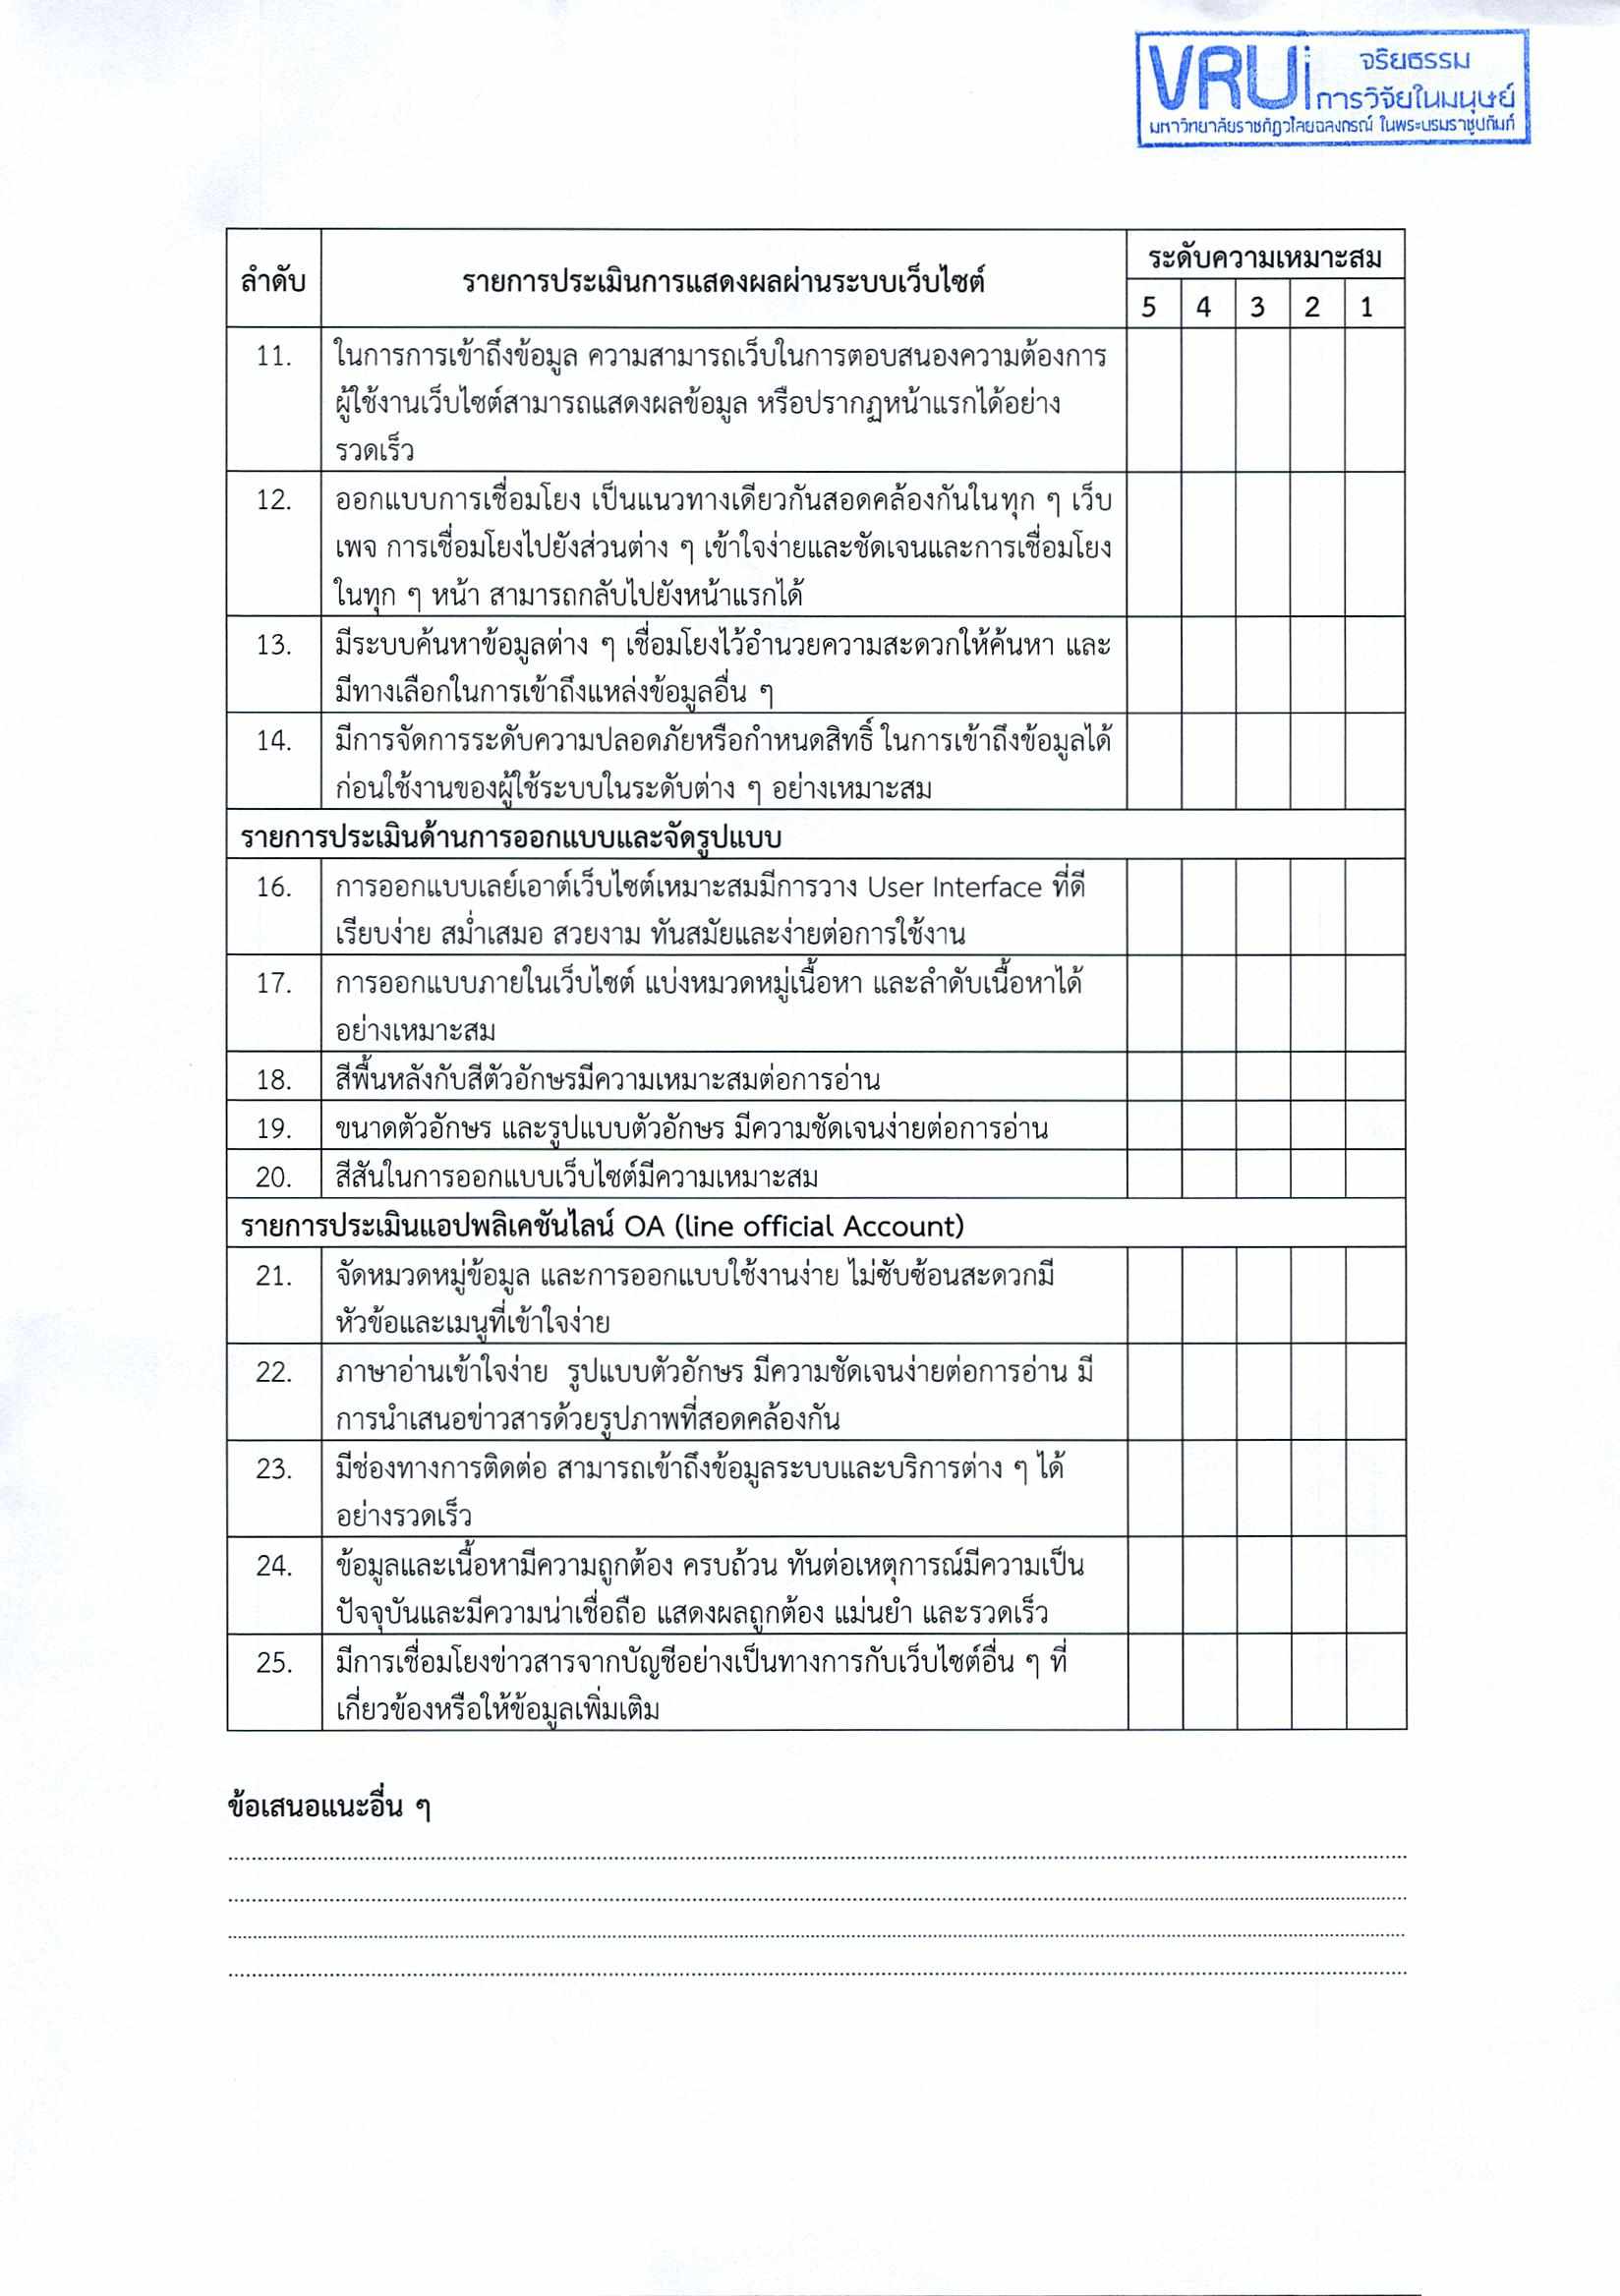 VRUi จริยธรรม
การวิจัยในมนุษย์
มหาวิทยาลัยราชภัฏวไลยอลงกรณ์ ในพระบรมราชูปถัมภ์
ลำดับ รายการประเมินการแสดงผลผ่านระบบเว็บไซต์ ระดับความเหมาะสม
5 4 3 2 1
11. ในการการเข้าถึงข้อมูล ความสามารถเว็บในการตอบสนองความต้องการ
ผู้ใช้งานเว็บไซต์สามารถแสดงผลข้อมูล หรือปรากฏหน้าแรกได้อย่าง
รวดเร็ว
12. ออกแบบการเชื่อมโยง เป็นแนวทางเดียวกันสอดคล้องกันในทุก ๆ เว็บ
เพจ การเชื่อมโยงไปยังส่วนต่าง ๆ เข้าใจง่ายและชัดเจนและการเชื่อมโยง
ในทุก ๆ หน้า สามารถกลับไปยังหน้าแรกได้
13. มีระบบค้นหาข้อมูลต่าง ๆ เชื่อมโยงไว้อำนวยความสะดวกให้ค้นหา และ
มีทางเลือกในการเข้าถึงแหล่งข้อมูลอื่น ๆ
14. มีการจัดการระดับความปลอดภัยหรือกำหนดสิทธิ์ ในการเข้าถึงข้อมูลได้
ก่อนใช้งานของผู้ใช้ระบบในระดับต่าง ๆ อย่างเหมาะสม
รายการประเมินด้านการออกแบบและจัดรูปแบบ
16. การออกแบบเลย์เอาต์เว็บไซต์เหมาะสมมีการวาง User Interface ที่ดี
เรียบง่าย สม่ำเสมอ สวยงาม ทันสมัยและง่ายต่อการใช้งาน
17. การออกแบบภายในเว็บไซต์ แบ่งหมวดหมู่เนื้อหา และลำดับเนื้อหาได้
อย่างเหมาะสม
18. สีพื้นหลังกับสีตัวอักษรมีความเหมาะสมต่อการอ่าน
19. ขนาดตัวอักษร และรูปแบบตัวอักษร มีความชัดเจนง่ายต่อการอ่าน
20. สีสันในการออกแบบเว็บไซต์มีความเหมาะสม
รายการประเมินแอปพลิเคชันไลน์ OA (line official Account)
21. จัดหมวดหมู่ข้อมูล และการออกแบบใช้งานง่าย ไม่ซับซ้อนสะดวกมี
หัวข้อและเมนูที่เข้าใจง่าย
22. ภาษาอ่านเข้าใจง่าย รูปแบบตัวอักษร มีความชัดเจนง่ายต่อการอ่าน มี
การนำเสนอข่าวสารด้วยรูปภาพที่สอดคล้องกัน
23. มีช่องทางการติดต่อ สามารถเข้าถึงข้อมูลระบบและบริการต่าง ๆ ได้
อย่างรวดเร็ว
24. ข้อมูลและเนื้อหามีความถูกต้อง ครบถ้วน ทันต่อเหตุการณ์มีความเป็น
ปัจจุบันและมีความน่าเชื่อถือ แสดงผลถูกต้อง แม่นยำ และรวดเร็ว
25. มีการเชื่อมโยงข่าวสารจากบัญชีอย่างเป็นทางการกับเว็บไซต์อื่น ๆ ที่
เกี่ยวข้องหรือให้ข้อมูลเพิ่มเติม
ข้อเสนอแนะอื่น ๆ